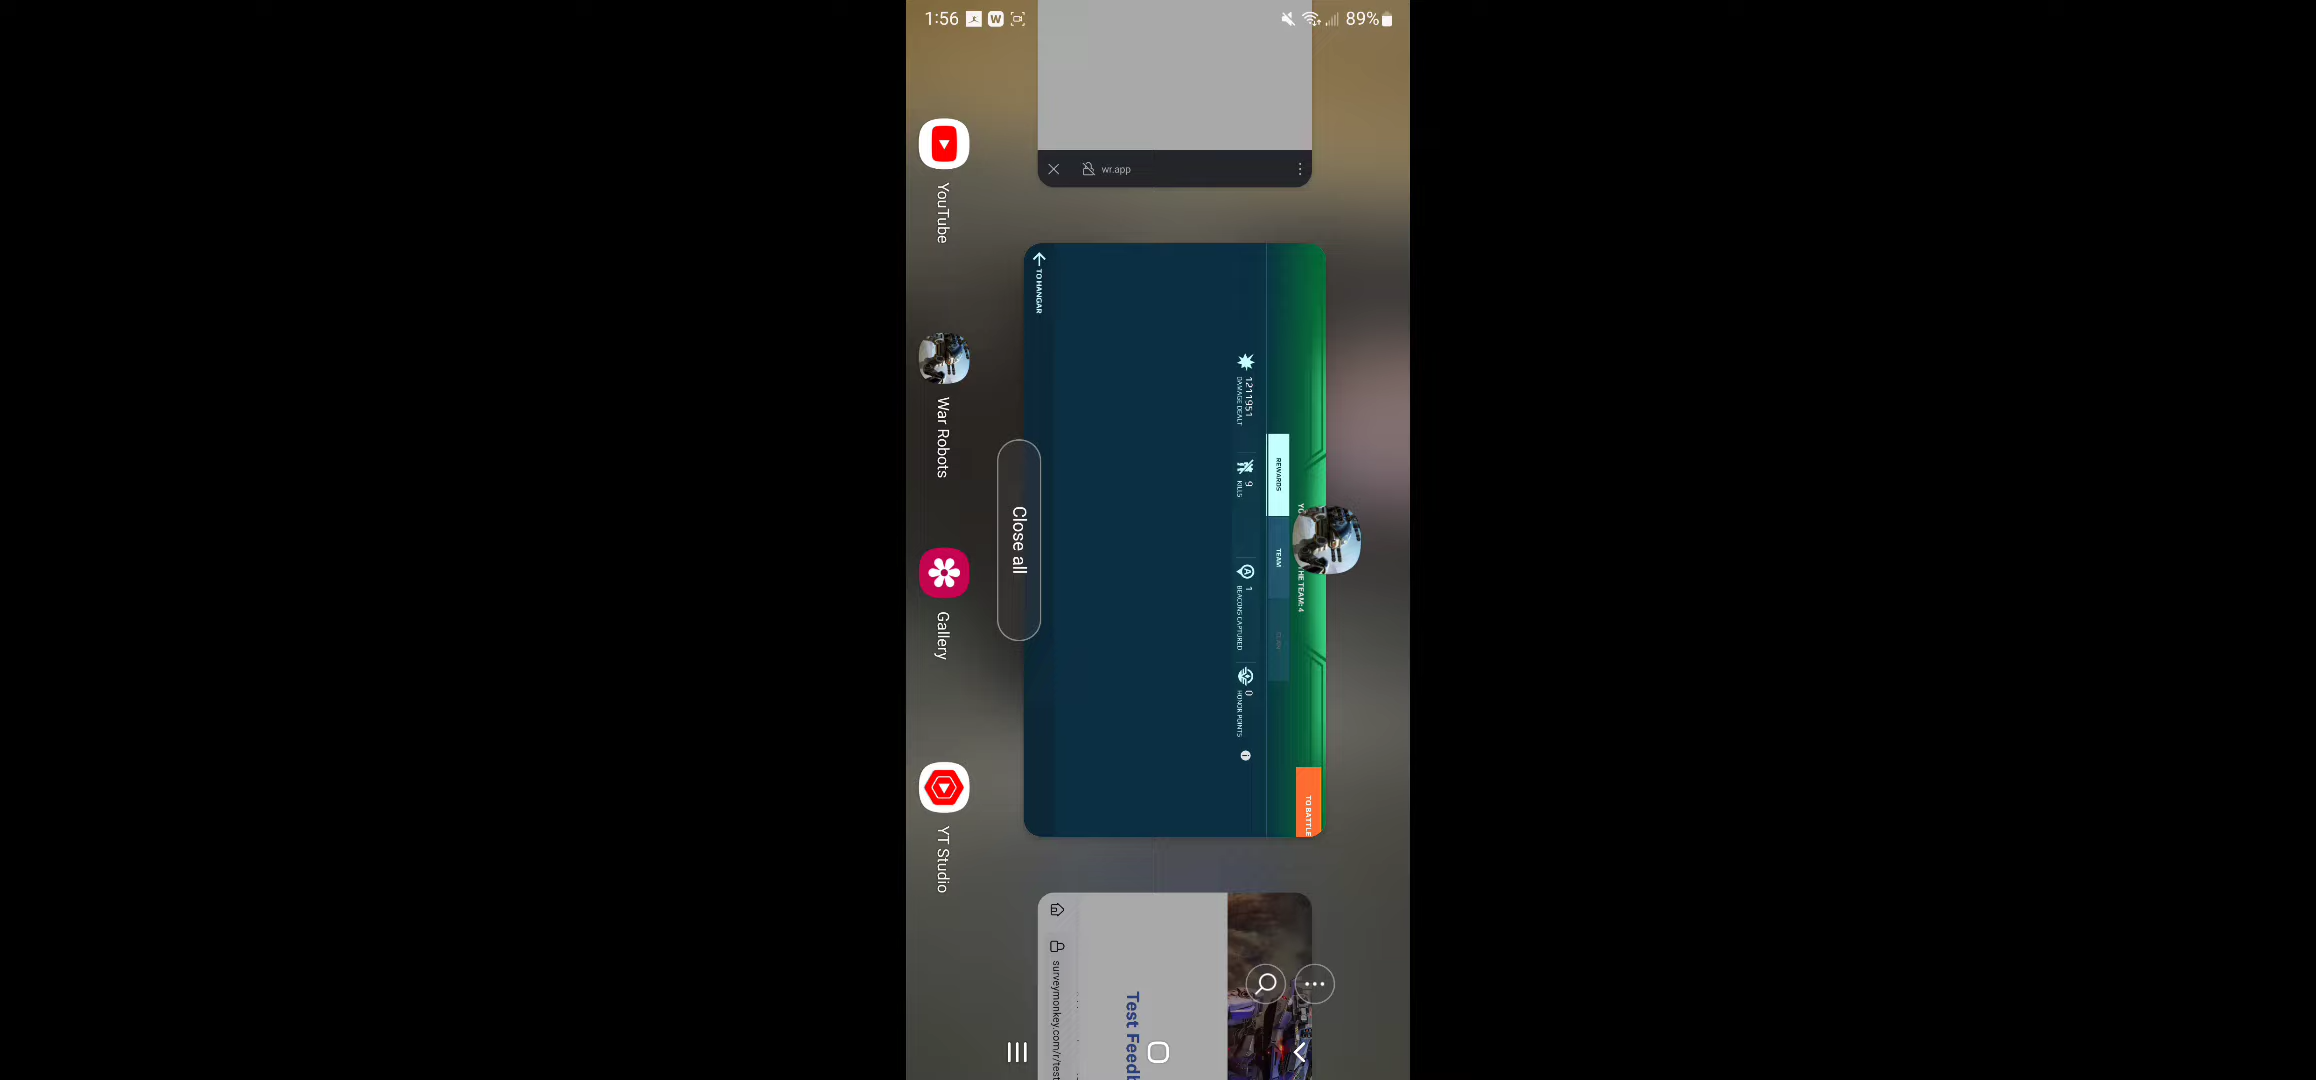 1:56
W
89%
wr.app
YouTube
War Robots
Gallery
YT Studio
TO BATTLE
REWARDS
TEAM
1211951
DAMAGE DEALT
9
KILLS
1
BEACONS CAPTURED
0
HONOR POINTS
TO HANGAR
Close all
Test Feed
surveymonkey.com/r/test